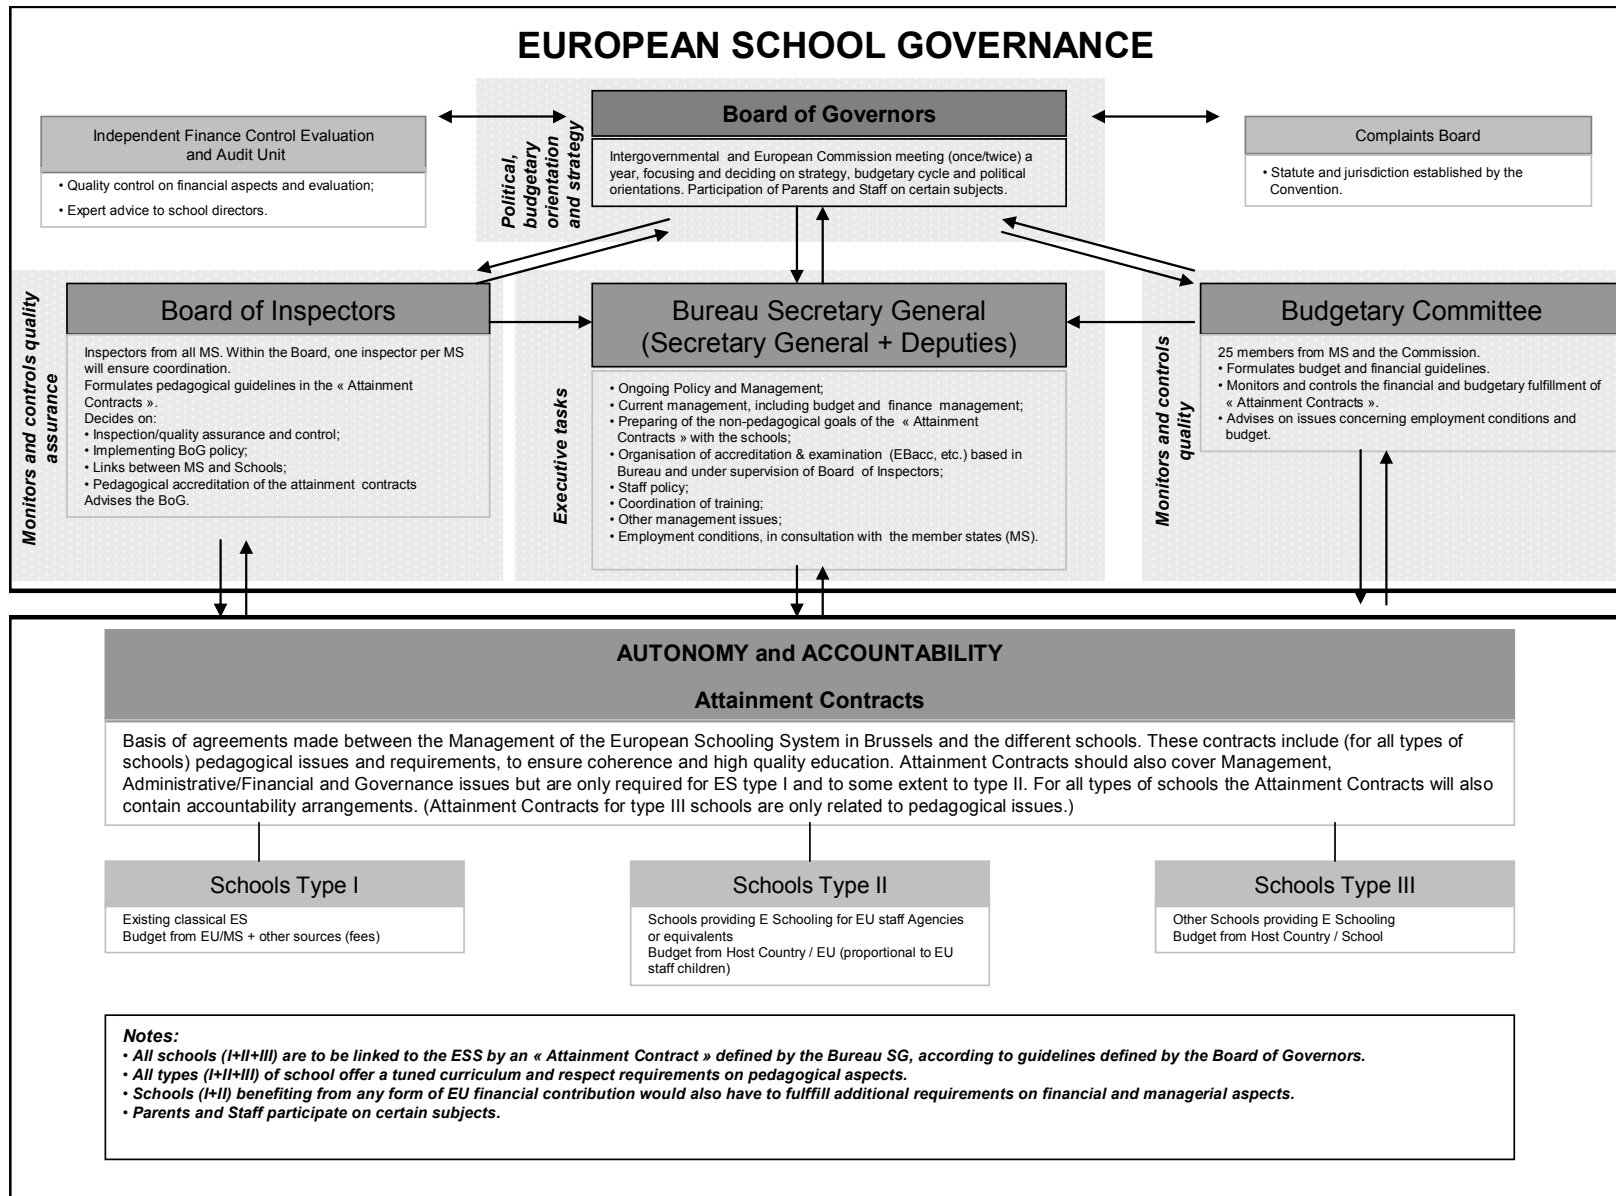 EUROPEAN SCHOOL GOVERNANCE
Independent Finance Control Evaluation
and Audit Unit
• Quality control on financial aspects and evaluation;
• Expert advice to school directors.
Political,
budgetary
orientation
and strategy
Board of Governors
Intergovernmental and European Commission meeting (once/twice) a
year, focusing and deciding on strategy, budgetary cycle and political
orientations. Participation of Parents and Staff on certain subjects.
Complaints Board
• Statute and jurisdiction established by the
Convention.
Monitors and controls quality
assurance
Board of Inspectors
Inspectors from all MS. Within the Board, one inspector per MS
will ensure coordination.
Formulates pedagogical guidelines in the « Attainment
Contracts ».
Decides on:
• Inspection/quality assurance and control;
• Implementing BoG policy;
• Links between MS and Schools;
• Pedagogical accreditation of the attainment contracts
Advises the BoG.
Executive tasks
Bureau Secretary General
(Secretary General + Deputies)
• Ongoing Policy and Management;
• Current management, including budget and finance management;
• Preparing of the non-pedagogical goals of the « Attainment
Contracts » with the schools;
• Organisation of accreditation & examination (EBacc, etc.) based in
Bureau and under supervision of Board of Inspectors;
• Staff policy;
• Coordination of training;
• Other management issues;
• Employment conditions, in consultation with the member states (MS).
Monitors and controls
quality
Budgetary Committee
25 members from MS and the Commission.
• Formulates budget and financial guidelines.
• Monitors and controls the financial and budgetary fulfillment of
« Attainment Contracts ».
• Advises on issues concerning employment conditions and
budget.
AUTONOMY and ACCOUNTABILITY
Attainment Contracts
Basis of agreements made between the Management of the European Schooling System in Brussels and the different schools. These contracts include (for all types of
schools) pedagogical issues and requirements, to ensure coherence and high quality education. Attainment Contracts should also cover Management,
Administrative/Financial and Governance issues but are only required for ES type I and to some extent to type II. For all types of schools the Attainment Contracts will also
contain accountability arrangements. (Attainment Contracts for type III schools are only related to pedagogical issues.)
Schools Type I
Existing classical ES
Budget from EU/MS + other sources (fees)
Schools Type II
Schools providing E Schooling for EU staff Agencies
or equivalents
Budget from Host Country / EU (proportional to EU
staff children)
Schools Type III
Other Schools providing E Schooling
Budget from Host Country / School
Notes:
• All schools (I+II+III) are to be linked to the ESS by an « Attainment Contract » defined by the Bureau SG, according to guidelines defined by the Board of Governors.
• All types (I+II+III) of school offer a tuned curriculum and respect requirements on pedagogical aspects.
• Schools (I+II) benefiting from any form of EU financial contribution would also have to fulffill additional requirements on financial and managerial aspects.
• Parents and Staff participate on certain subjects.